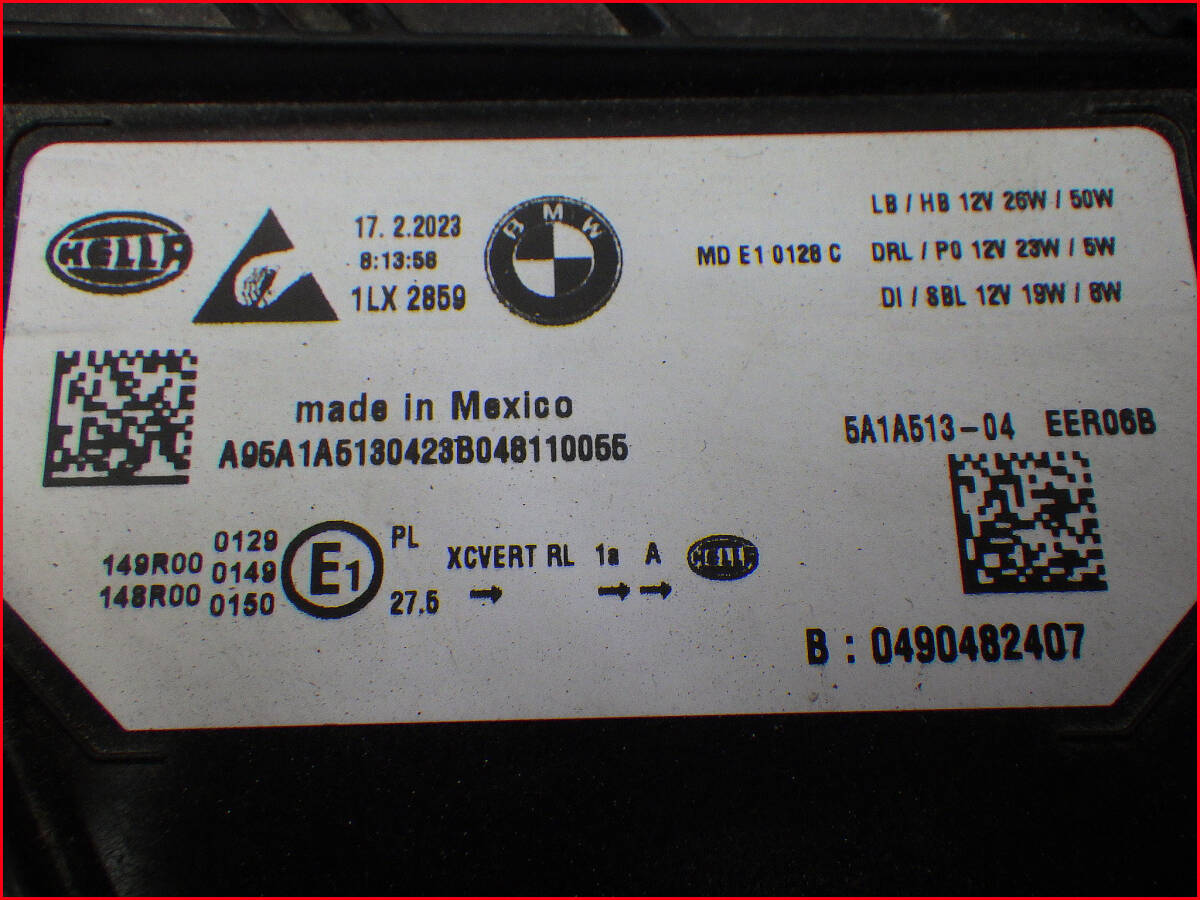 HELLA
17. 2.2023
8:13:58
1LX 2859
BMW
MD E1 0128 C
LB / HB 12V 26W / 50W
DRL / PO 12V 23W / 5W
DI / SBL 12V 19W / 8W
made in Mexico
A95A1A5130423B048110055
5A1A513-04 EER06B
149R00 0129
148R00 0149
0150
E1
PL
27.5
XCVERT RL 1a A
→ → →
HELLA
B : 0490482407